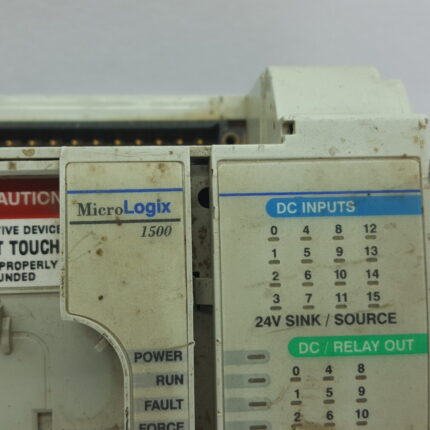 CAUTION
IVE DEVICE
T TOUCH
PROPERLY
UNDED
MicroLogix
1500
POWER
RUN
FAULT
FORCE
DC INPUTS
0 4 8 12
1 5 9 13
2 6 10 14
3 7 11 15
24V SINK / SOURCE
DC / RELAY OUT
0 4 8
1 5 9
2 6 10